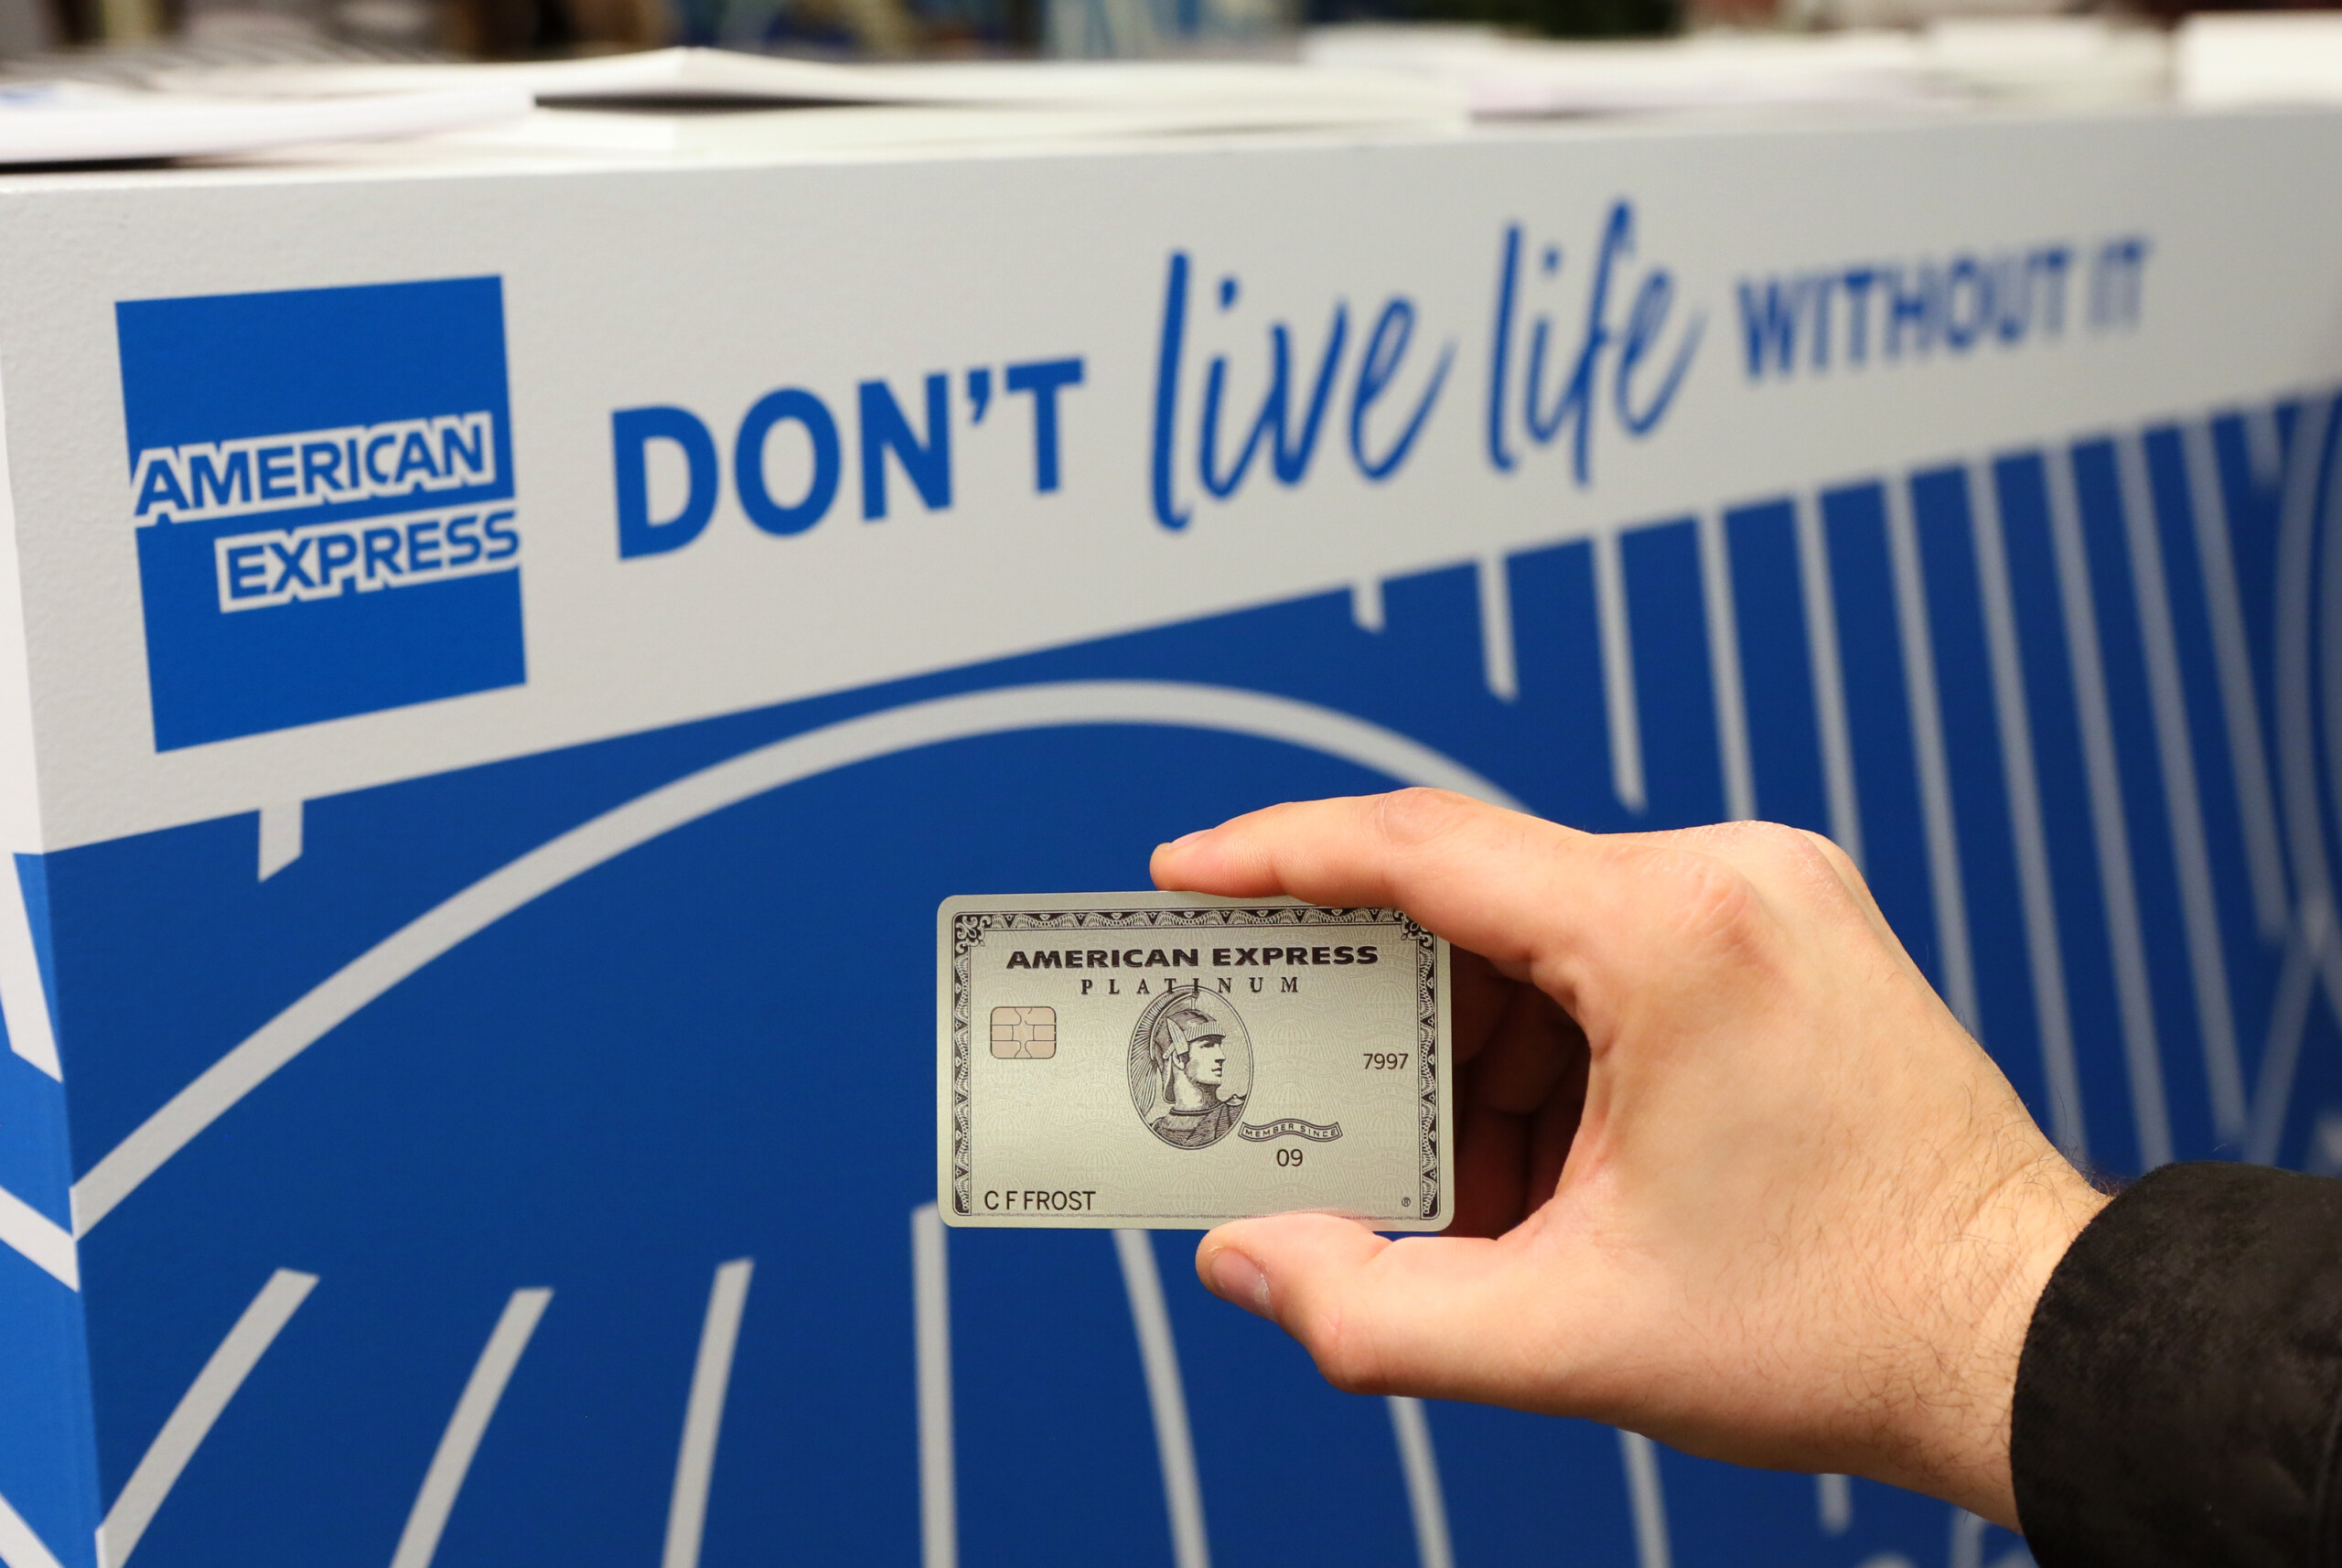 AMERICAN
EXPRESS
DON'T live life WITHOUT IT
AMERICAN EXPRESS
PLATINUM
7997
MEMBER SINCE
09
C F FROST
®